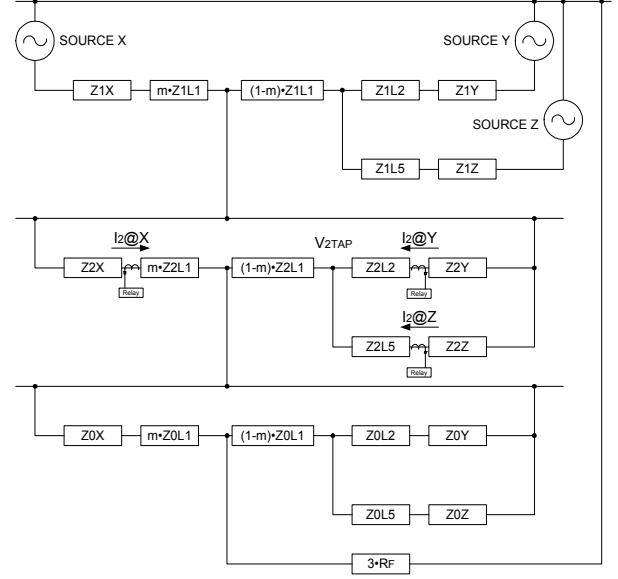 SOURCE X
SOURCE Y
Z1X m•Z1L1 (1-m)•Z1L1 Z1L2 Z1Y
SOURCE Z
Z1L5 Z1Z
I2@X V2TAP I2@Y
Z2X m•Z2L1 (1-m)•Z2L1 Z2L2 Z2Y
Relay Relay
I2@Z
Z2L5 Z2Z
Relay
Z0X m•Z0L1 (1-m)•Z0L1 Z0L2 Z0Y
Z0L5 Z0Z
3•RF